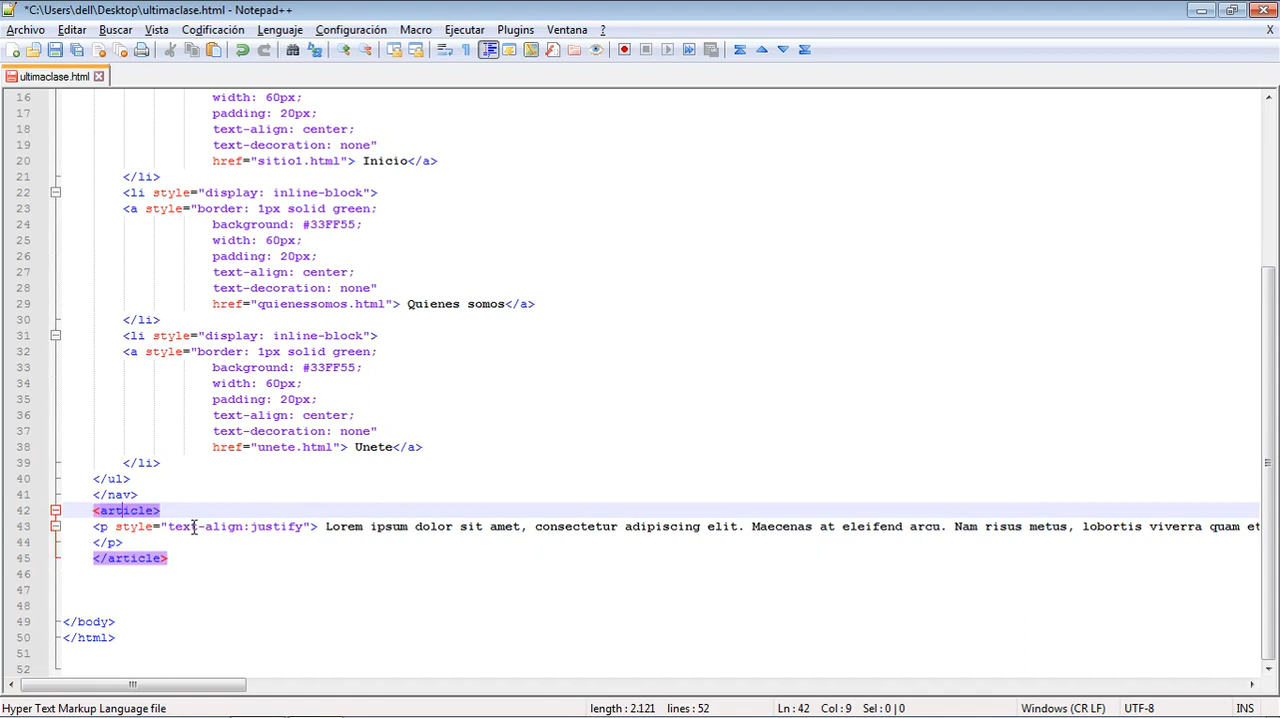 *C:\Users\dell\Desktop\ultimaclase.html - Notepad++
Archivo Editar Buscar Vista Codificación Lenguaje Configuración Macro Ejecutar Plugins Ventana ? X
ultimaclase.html
16 width: 60px;
17 padding: 20px;
18 text-align: center;
19 text-decoration: none"
20 href="sitio1.html"> Inicio</a>
21 </li>
22 <li style="display: inline-block">
23 <a style="border: 1px solid green;
24 background: #33FF55;
25 width: 60px;
26 padding: 20px;
27 text-align: center;
28 text-decoration: none"
29 href="quienessomos.html"> Quienes somos</a>
30 </li>
31 <li style="display: inline-block">
32 <a style="border: 1px solid green;
33 background: #33FF55;
34 width: 60px;
35 padding: 20px;
36 text-align: center;
37 text-decoration: none"
38 href="unete.html"> Unete</a>
39 </li>
40 </ul>
41 </nav>
42 <article>
43 <p style="text-align:justify"> Lorem ipsum dolor sit amet, consectetur adipiscing elit. Maecenas at eleifend arcu. Nam risus metus, lobortis viverra quam et
44 </p>
45 </article>
46
47
48
49 </body>
50 </html>
51
52
Hyper Text Markup Language file length : 2.121 lines : 52 Ln : 42 Col : 9 Sel : 0 | 0 Windows (CR LF) UTF-8 INS